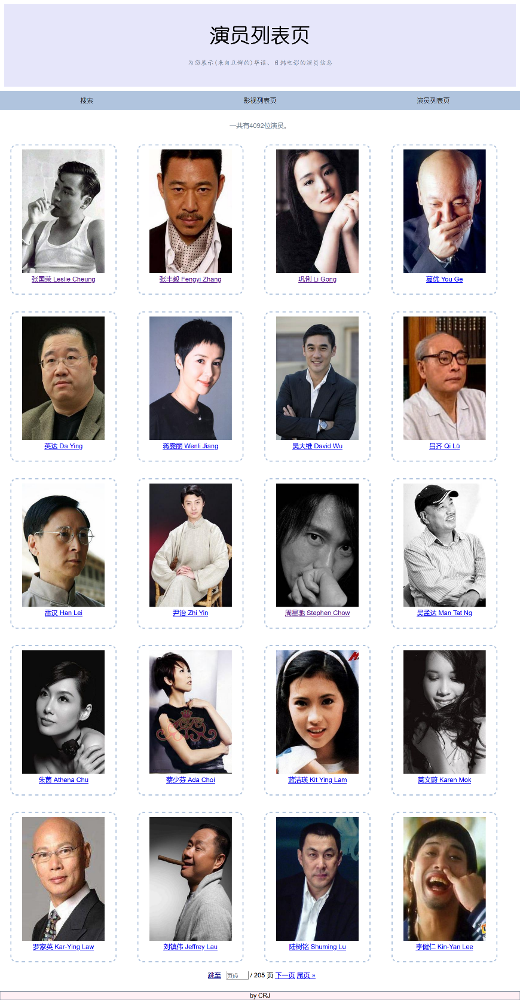 演员列表页
为您展示(来自豆瓣的)华语、日韩电影的演员信息
搜索
影视列表页
演员列表页
一共有4092位演员。
张国荣 Leslie Cheung
张丰毅 Fengyi Zhang
巩俐 Li Gong
葛优 You Ge
英达 Da Ying
蒋雯丽 Wenli Jiang
吴大维 David Wu
吕齐 Qi Lü
雷汉 Han Lei
尹治 Zhi Yin
周星驰 Stephen Chow
吴孟达 Man Tat Ng
朱茵 Athena Chu
蔡少芬 Ada Choi
蓝洁瑛 Kit Ying Lam
莫文蔚 Karen Mok
罗家英 Kar-Ying Law
刘镇伟 Jeffrey Lau
陆树铭 Shuming Lu
李健仁 Kin-Yan Lee
跳至 页码 / 205 页 下一页 尾页 »
by CRJ